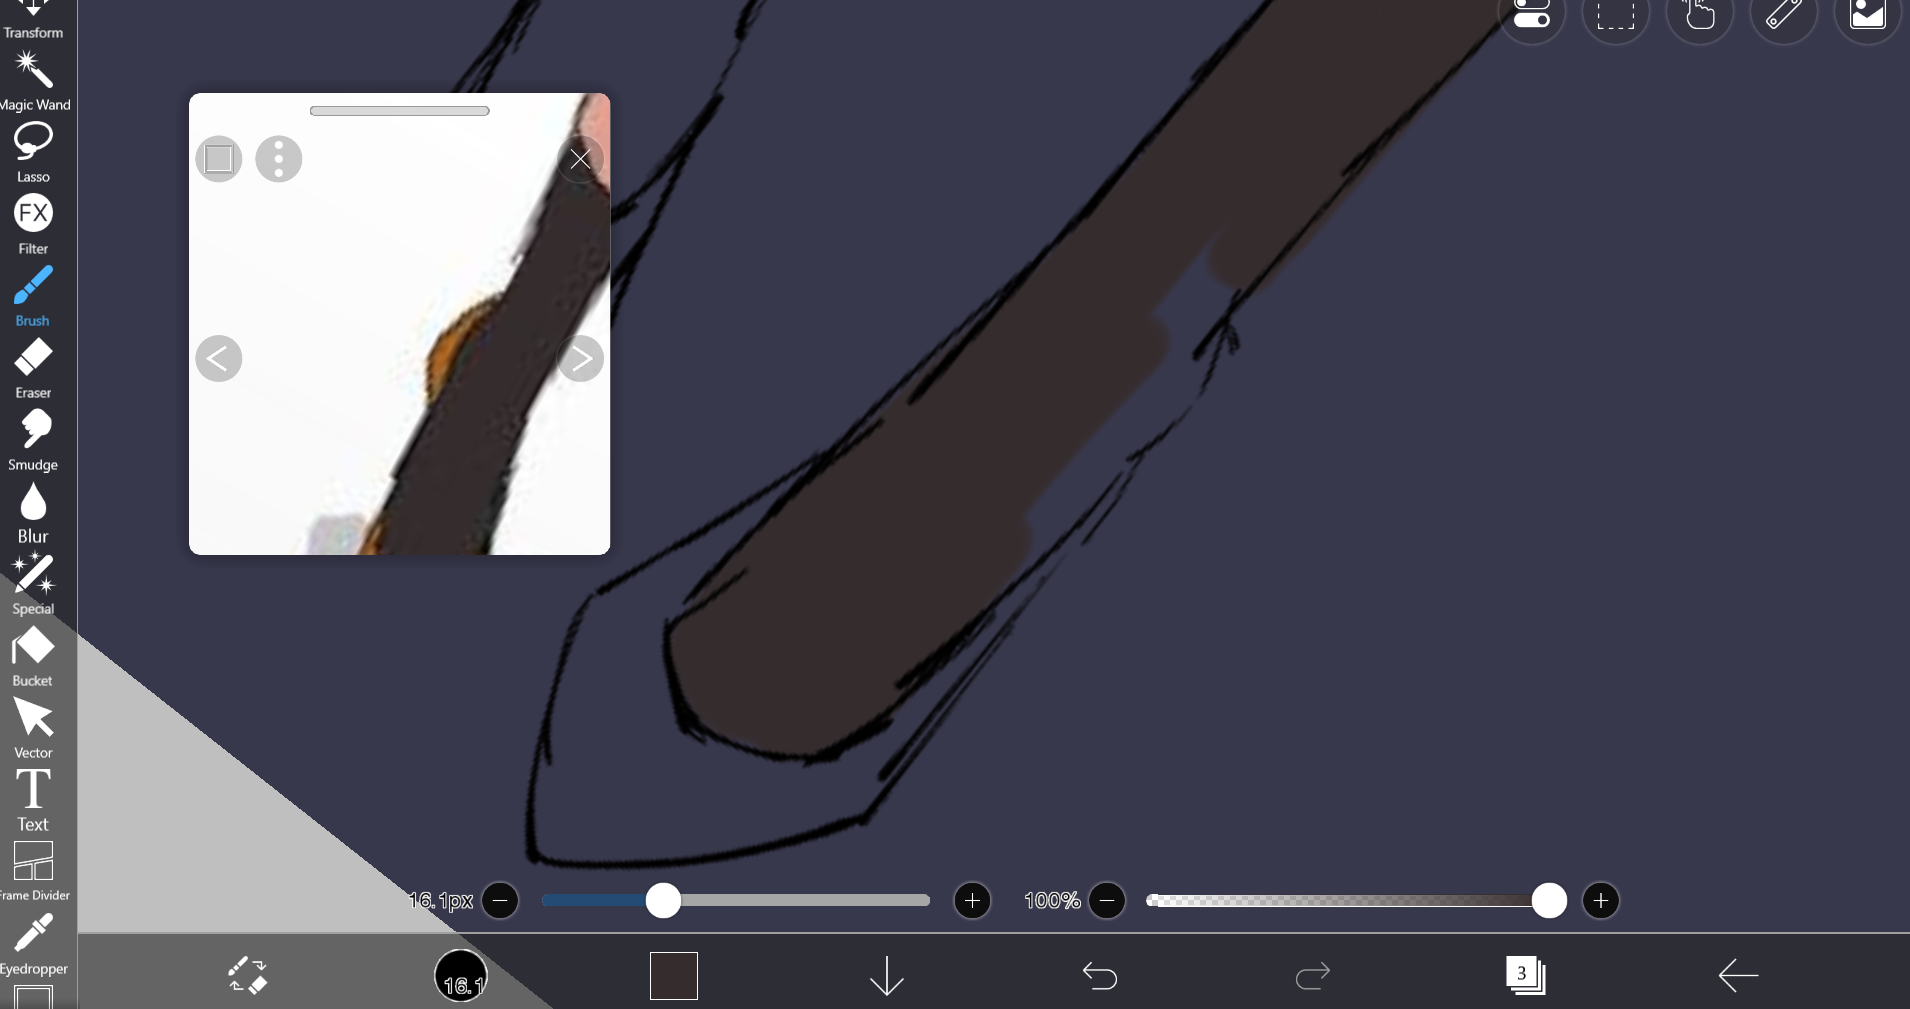 Transform
Magic Wand
Lasso
FX
Filter
Brush
Eraser
Smudge
Blur
Special
Bucket
Vector
T
Text
Frame Divider
Eyedropper
16.1px
100%
16.1
3